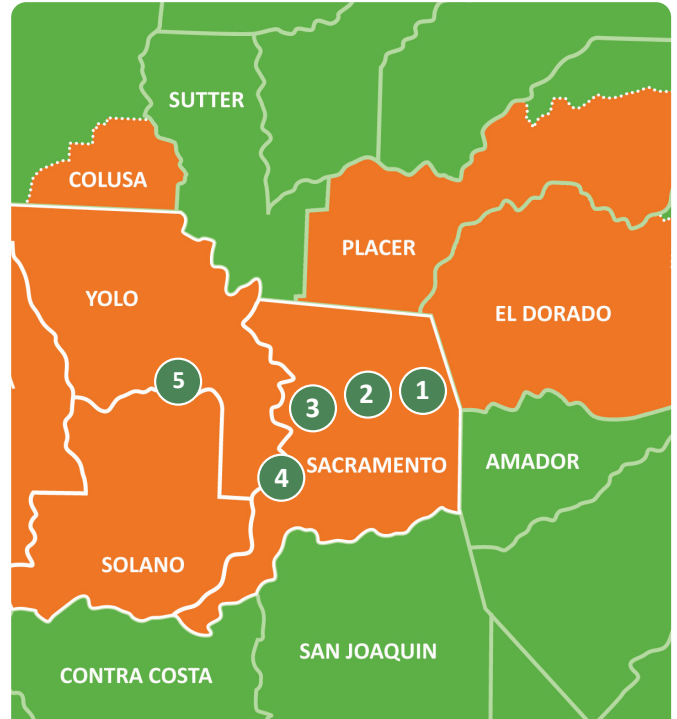 SUTTER
COLUSA
PLACER
YOLO
EL DORADO
5
1
2
3
SACRAMENTO
AMADOR
4
SOLANO
SAN JOAQUIN
CONTRA COSTA